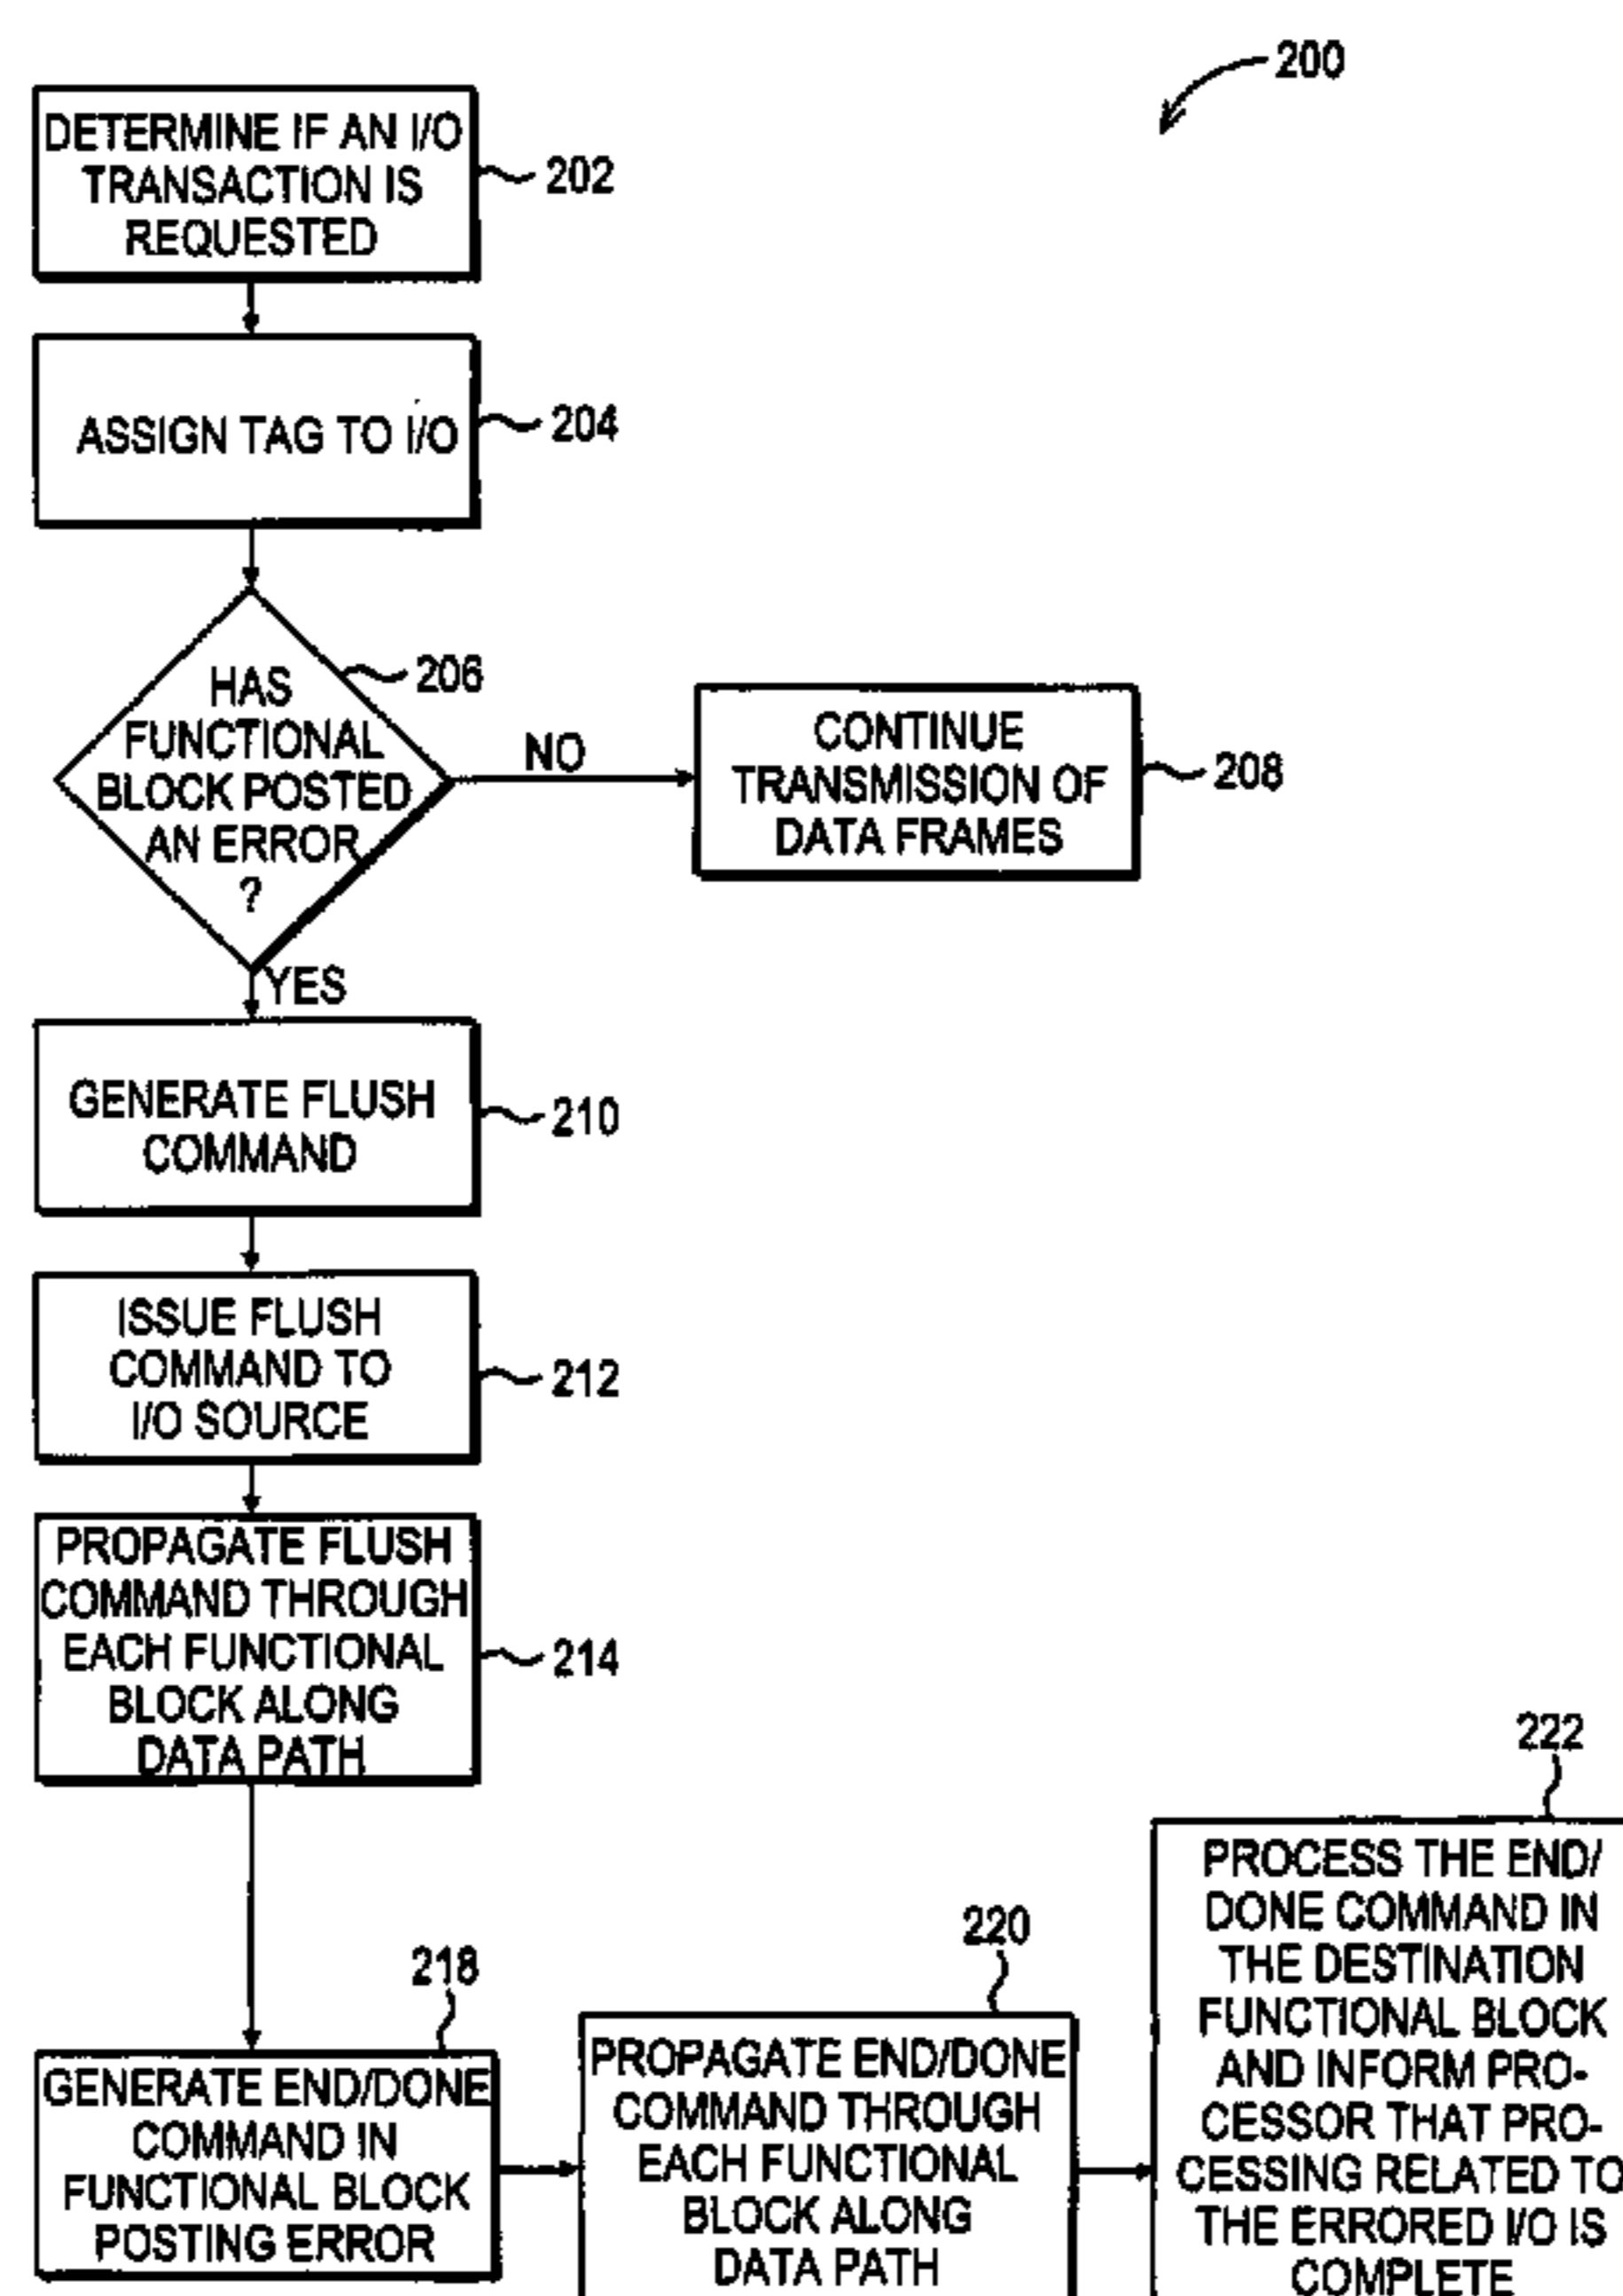 200
DETERMINE IF AN I/O
TRANSACTION IS
REQUESTED
202
ASSIGN TAG TO I/O
204
HAS
FUNCTIONAL
BLOCK POSTED
AN ERROR
?
206
NO
CONTINUE
TRANSMISSION OF
DATA FRAMES
208
YES
GENERATE FLUSH
COMMAND
210
ISSUE FLUSH
COMMAND TO
I/O SOURCE
212
PROPAGATE FLUSH
COMMAND THROUGH
EACH FUNCTIONAL
BLOCK ALONG
DATA PATH
214
218
GENERATE END/DONE
COMMAND IN
FUNCTIONAL BLOCK
POSTING ERROR
220
PROPAGATE END/DONE
COMMAND THROUGH
EACH FUNCTIONAL
BLOCK ALONG
DATA PATH
222
PROCESS THE END/
DONE COMMAND IN
THE DESTINATION
FUNCTIONAL BLOCK
AND INFORM PRO-
CESSOR THAT PRO-
CESSING RELATED TO
THE ERRORED I/O IS
COMPLETE